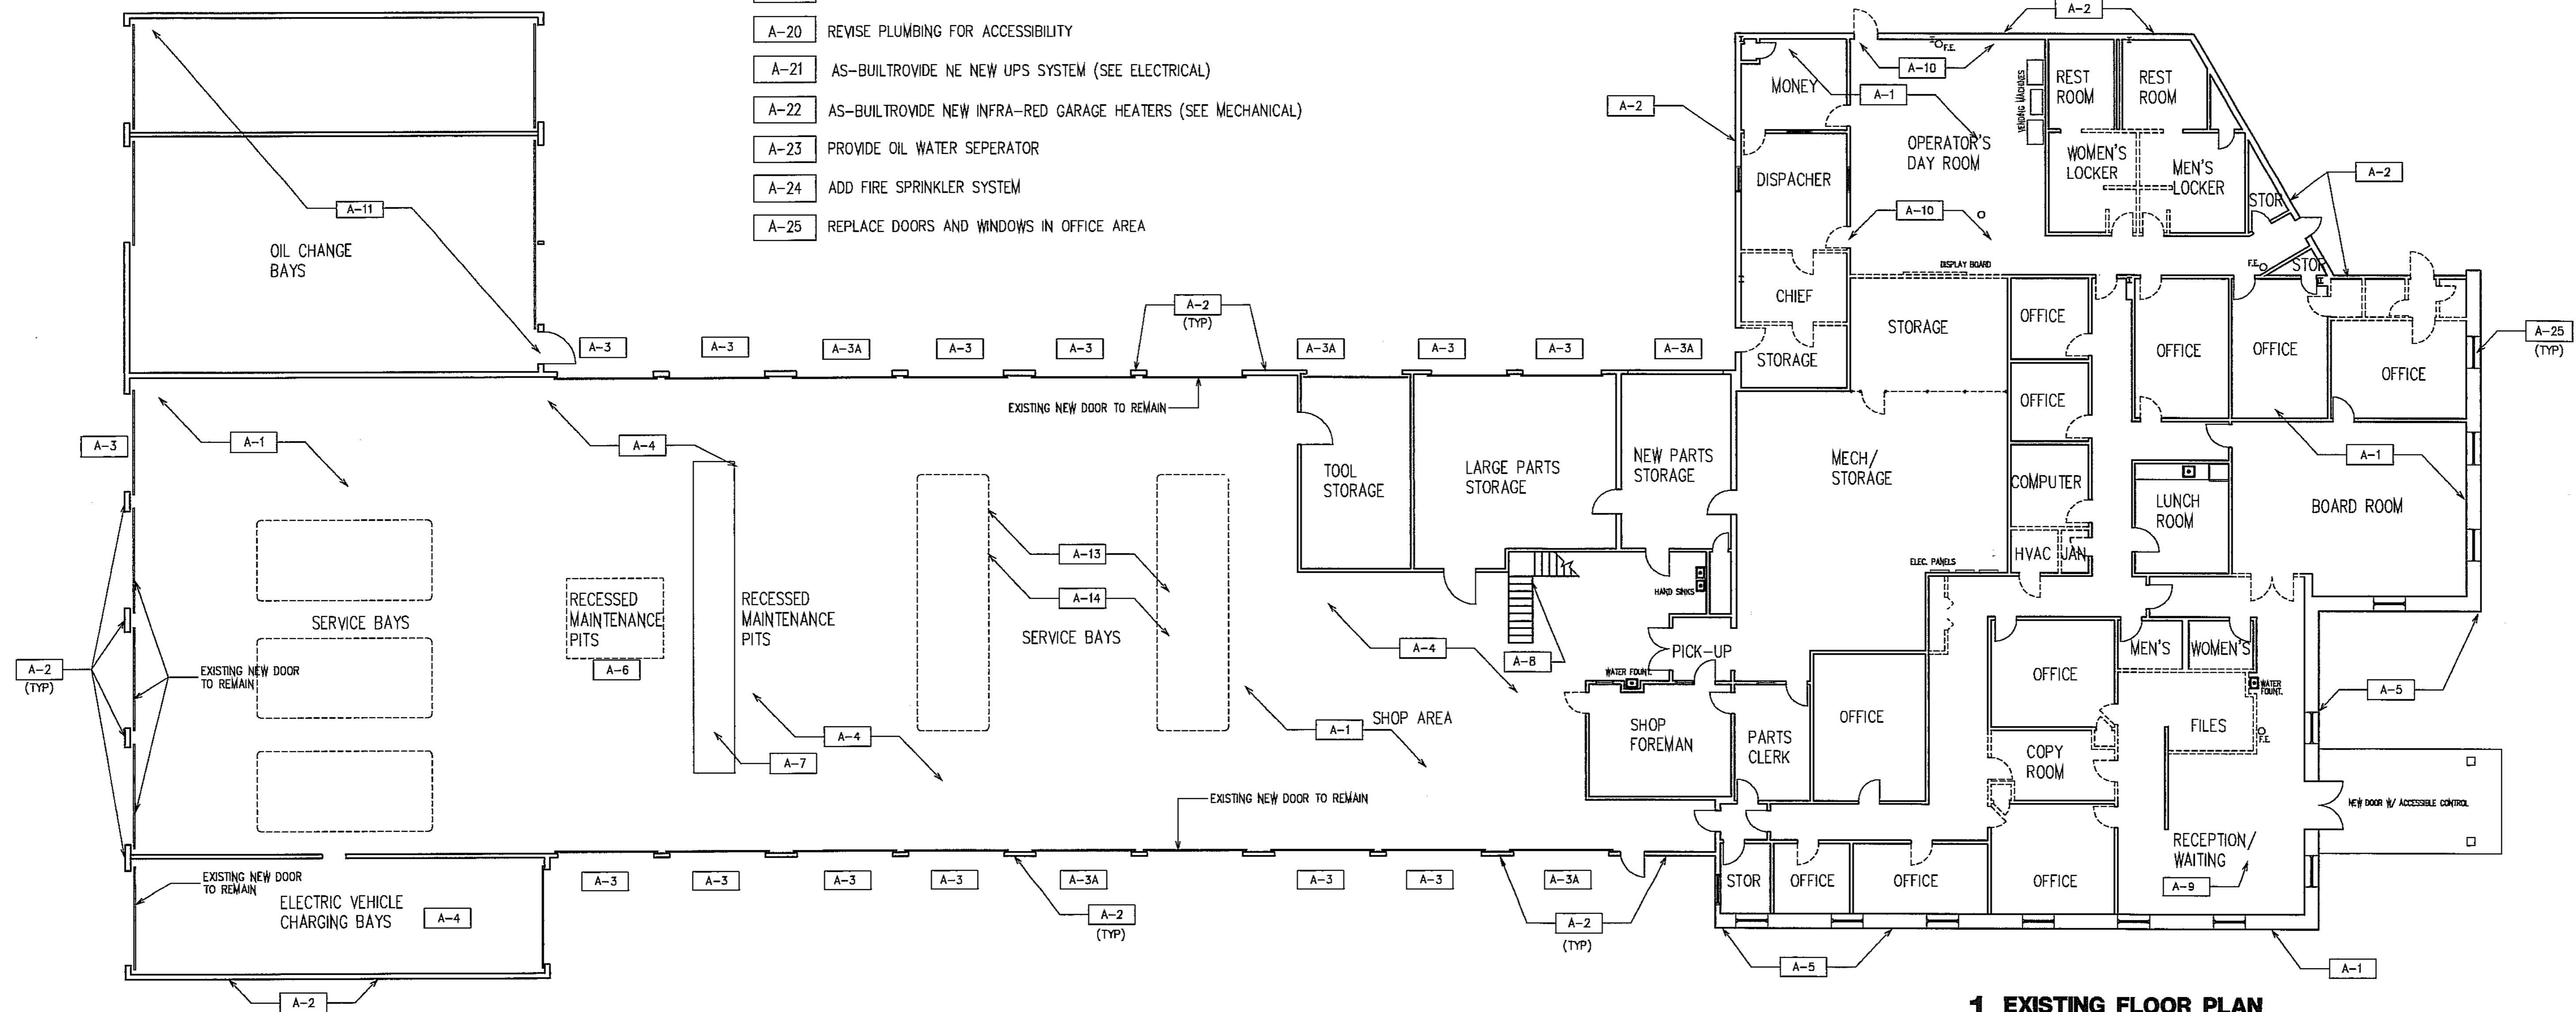 A-20 REVISE PLUMBING FOR ACCESSIBILITY
A-21 AS-BUILTROVIDE NE NEW UPS SYSTEM (SEE ELECTRICAL)
A-22 AS-BUILTROVIDE NEW INFRA-RED GARAGE HEATERS (SEE MECHANICAL)
A-23 PROVIDE OIL WATER SEPERATOR
A-24 ADD FIRE SPRINKLER SYSTEM
A-25 REPLACE DOORS AND WINDOWS IN OFFICE AREA
A-11
OIL CHANGE
BAYS
A-3
A-3
A-3A
A-3
A-3
A-2
(TYP)
A-3A
A-3
A-3
A-3A
EXISTING NEW DOOR TO REMAIN
A-2
A-2
A-10
F.E.
MONEY
A-1
VENDING MACHINES
REST
ROOM
REST
ROOM
OPERATOR'S
DAY ROOM
WOMEN'S
LOCKER
MEN'S
LOCKER
A-2
DISPACHER
STOR
A-10
DISPLAY BOARD
F.E.
STOR
CHIEF
STORAGE
STORAGE
OFFICE
OFFICE
OFFICE
OFFICE
A-25
(TYP)
OFFICE
A-3
A-1
A-4
TOOL
STORAGE
LARGE PARTS
STORAGE
NEW PARTS
STORAGE
MECH/
STORAGE
COMPUTER
LUNCH
ROOM
A-1
BOARD ROOM
HVAC
JAN
ELEC. PANELS
A-13
A-14
HAND SINKS
SERVICE BAYS
RECESSED
MAINTENANCE
PITS
A-6
RECESSED
MAINTENANCE
PITS
SERVICE BAYS
A-4
A-8
PICK-UP
WATER FOUNT.
MEN'S
WOMEN'S
A-2
(TYP)
EXISTING NEW DOOR
TO REMAIN
OFFICE
WATER
FOUNT.
A-5
A-4
A-1
SHOP AREA
SHOP
FOREMAN
PARTS
CLERK
OFFICE
FILES
F.E.
A-7
COPY
ROOM
EXISTING NEW DOOR TO REMAIN
NEW DOOR W/ ACCESSIBLE CONTROL
RECEPTION/
WAITING
A-9
EXISTING NEW DOOR
TO REMAIN
ELECTRIC VEHICLE
CHARGING BAYS
A-4
A-3
A-3
A-3
A-3
A-3A
A-3
A-3
A-3A
STOR
OFFICE
OFFICE
OFFICE
A-2
(TYP)
A-2
(TYP)
A-5
A-1
A-2
1 EXISTING FLOOR PLAN